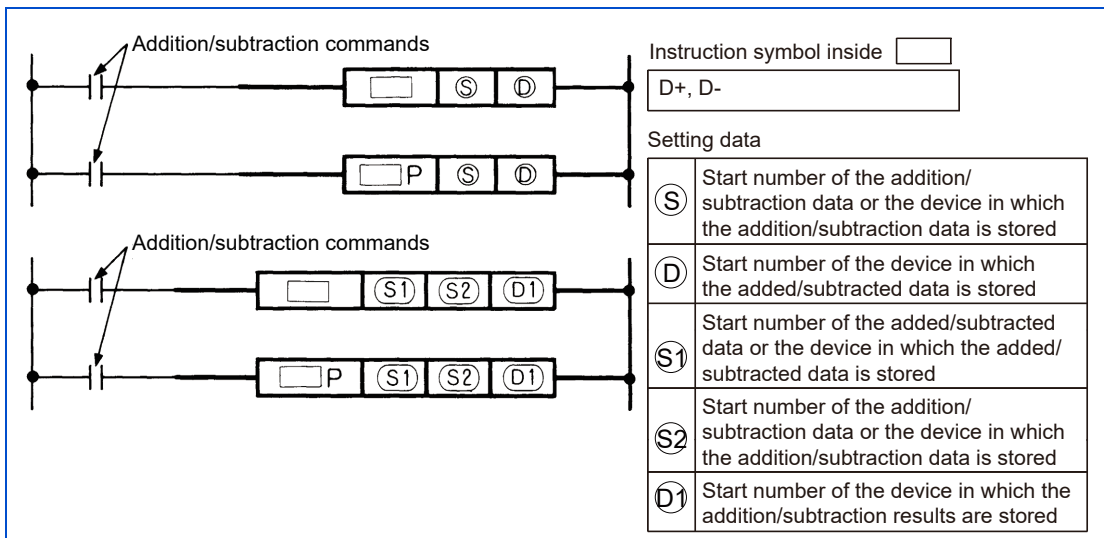 Addition/subtraction commands
S D
P S D
Addition/subtraction commands
S1 S2 D1
P S1 S2 D1
Instruction symbol inside
D+, D-
Setting data
S
Start number of the addition/
subtraction data or the device in which
the addition/subtraction data is stored
D
Start number of the device in which
the added/subtracted data is stored
S1
Start number of the added/subtracted
data or the device in which the added/
subtracted data is stored
S2
Start number of the addition/
subtraction data or the device in which
the addition/subtraction data is stored
D1
Start number of the device in which the
addition/subtraction results are stored